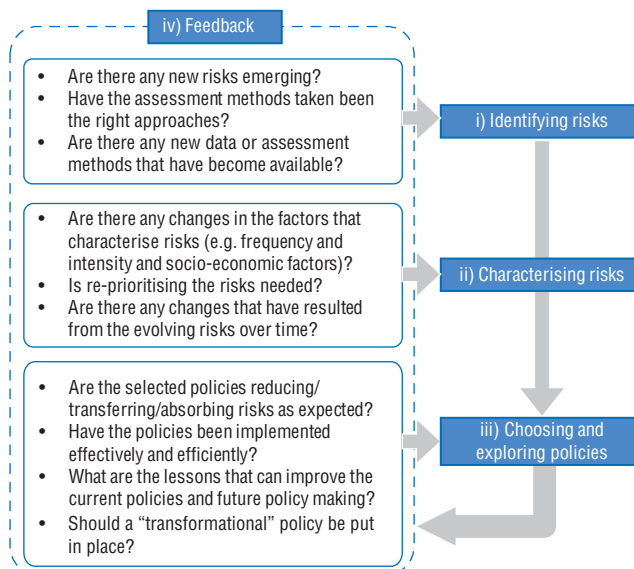 iv) Feedback
• Are there any new risks emerging?
• Have the assessment methods taken been
the right approaches?
• Are there any new data or assessment
methods that have become available?
i) Identifying risks
• Are there any changes in the factors that
characterise risks (e.g. frequency and
intensity and socio-economic factors)?
• Is re-prioritising the risks needed?
• Are there any changes that have resulted
from the evolving risks over time?
ii) Characterising risks
• Are the selected policies reducing/
transferring/absorbing risks as expected?
• Have the policies been implemented
effectively and efficiently?
• What are the lessons that can improve the
current policies and future policy making?
• Should a “transformational” policy be put
in place?
iii) Choosing and
exploring policies